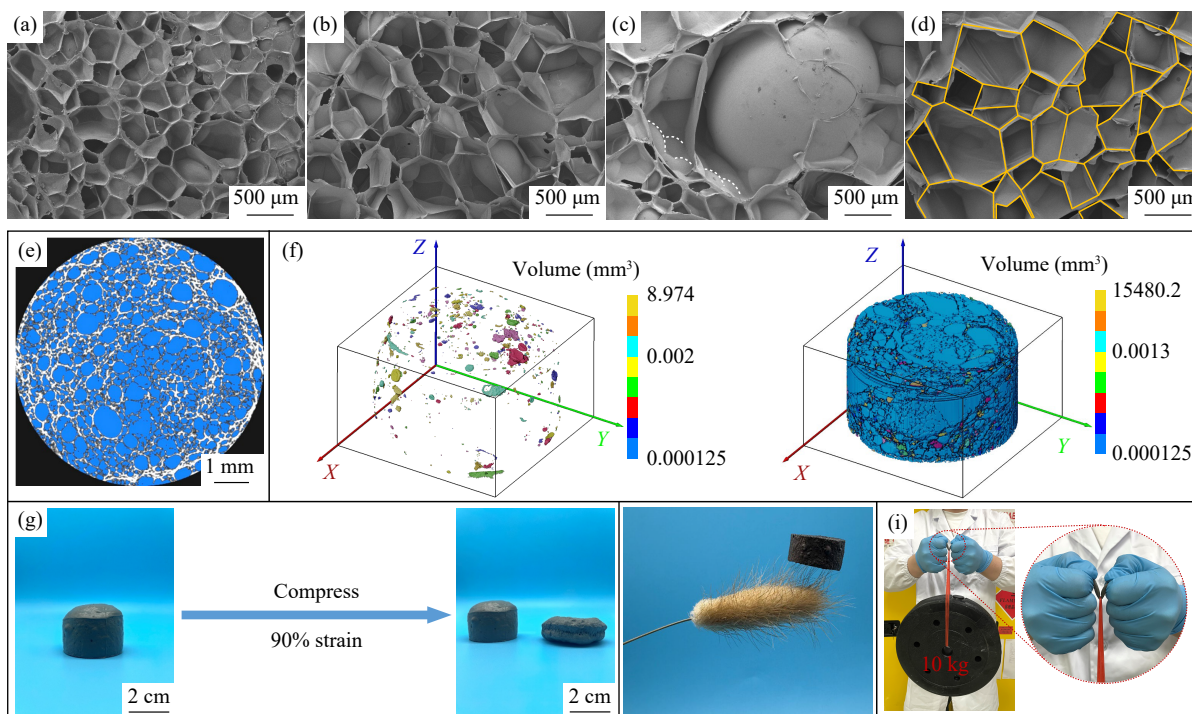 (a)
500 μm
(b)
500 μm
(c)
500 μm
(d)
500 μm
(e)
1 mm
(f)
Z
Y
X
Volume (mm³)
8.974
0.002
0.000125
Z
Y
X
Volume (mm³)
15480.2
0.0013
0.000125
(g)
Compress
90% strain
2 cm
2 cm
(i)
10 kg